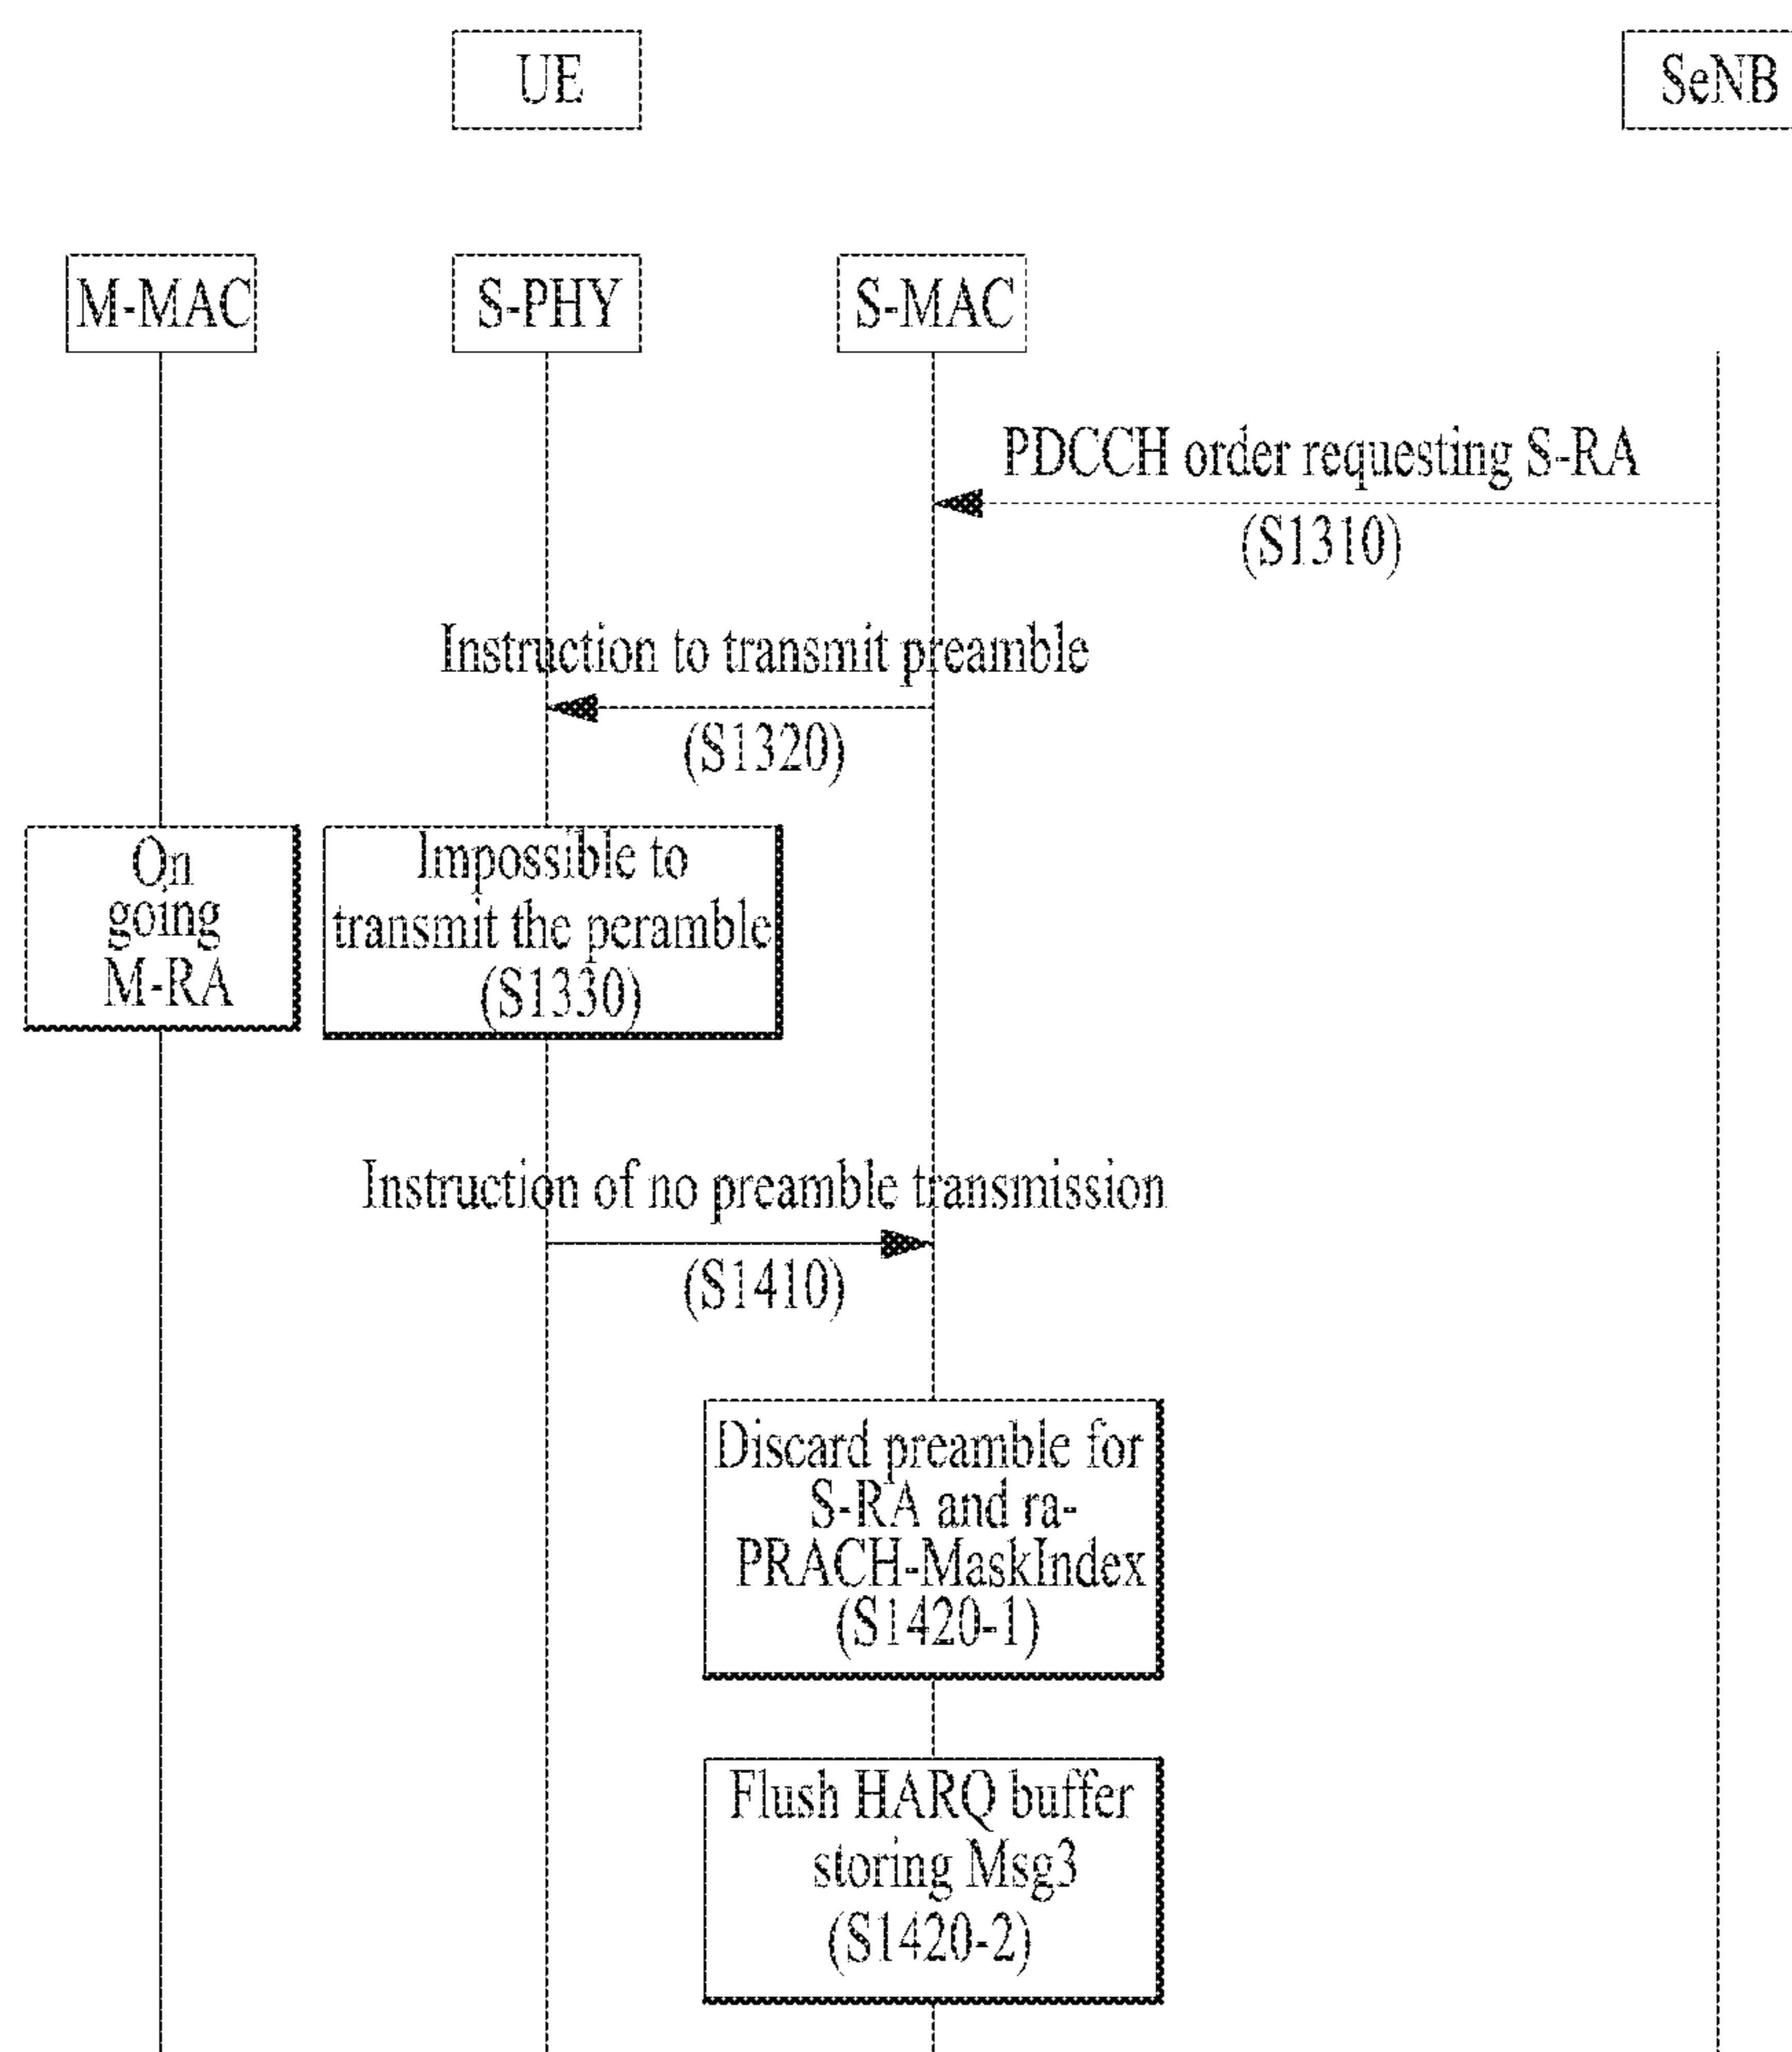 UE
SeNB
M-MAC
S-PHY
S-MAC
PDCCH order requesting S-RA
(S1310)
Instruction to transmit preamble
(S1320)
On
going
M-RA
Impossible to
transmit the peramble
(S1330)
Instruction of no preamble transmission
(S1410)
Discard preamble for
S-RA and ra-
PRACH-MaskIndex
(S1420-1)
Flush HARQ buffer
storing Msg3
(S1420-2)